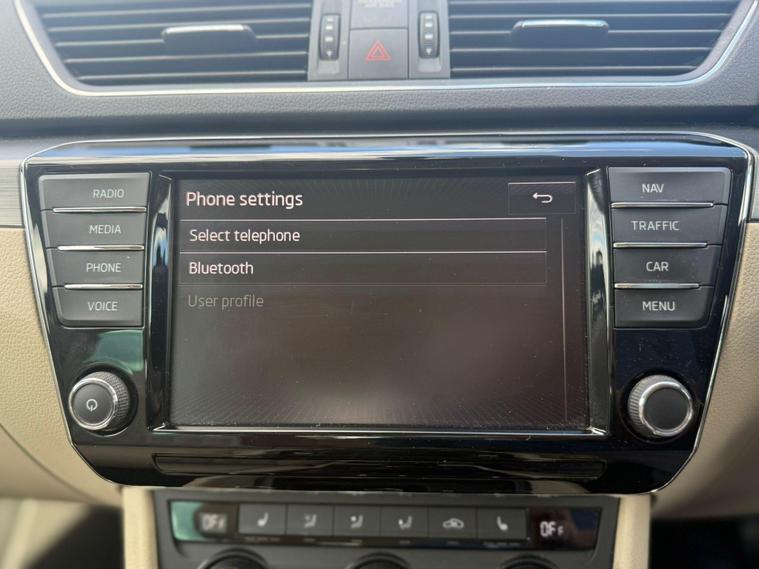 RADIO
MEDIA
PHONE
VOICE
Phone settings
Select telephone
Bluetooth
User profile
NAV
TRAFFIC
CAR
MENU
OFF
OFF